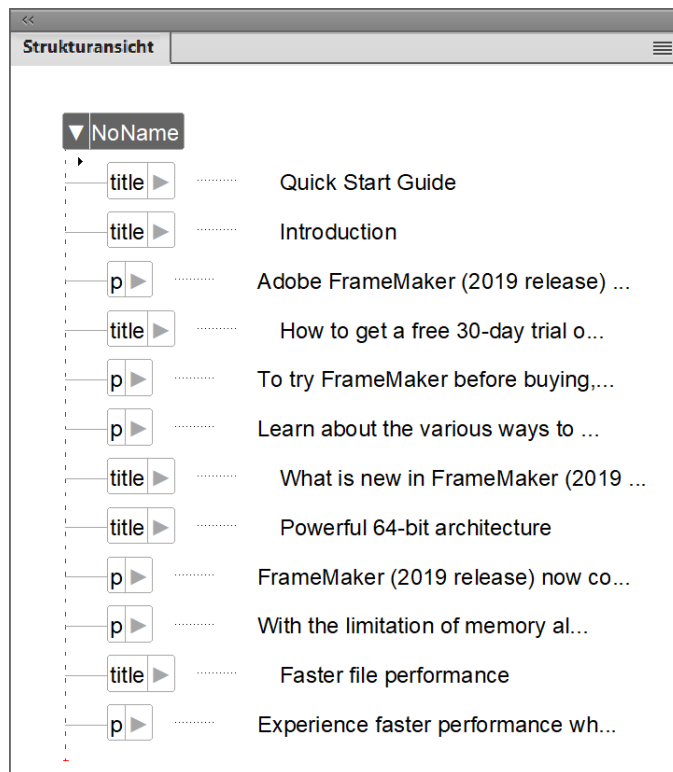 <<
Strukturansicht
NoName
title Quick Start Guide
title Introduction
p Adobe FrameMaker (2019 release) ...
title How to get a free 30-day trial o...
p To try FrameMaker before buying,...
p Learn about the various ways to ...
title What is new in FrameMaker (2019 ...
title Powerful 64-bit architecture
p FrameMaker (2019 release) now co...
p With the limitation of memory al...
title Faster file performance
p Experience faster performance wh...